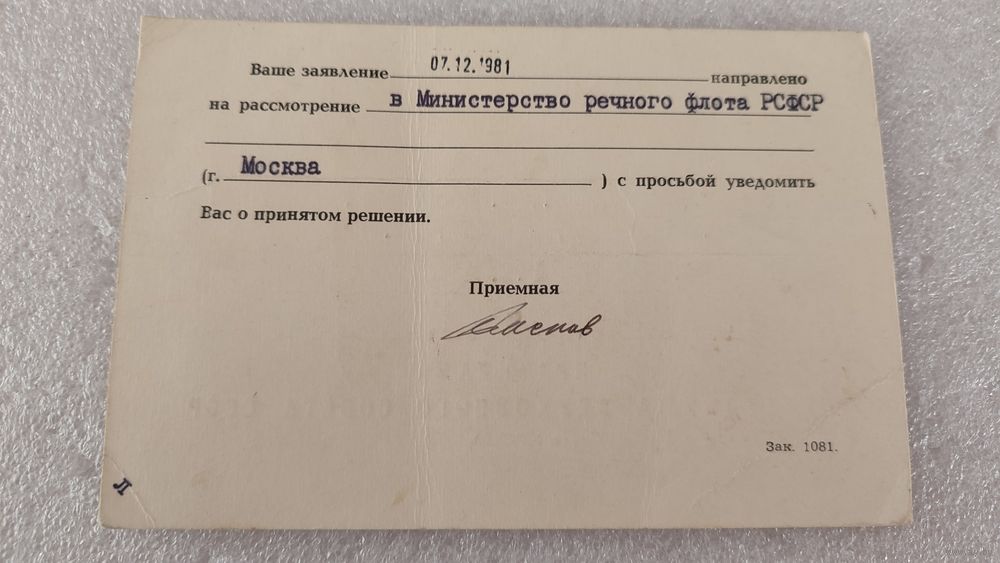 Ваше заявление 07.12.'981 направлено
на рассмотрение в Министерство речного флота РСФСР
(г. Москва ) с просьбой уведомить
Вас о принятом решении.
Приемная
Зак. 1081.
Л